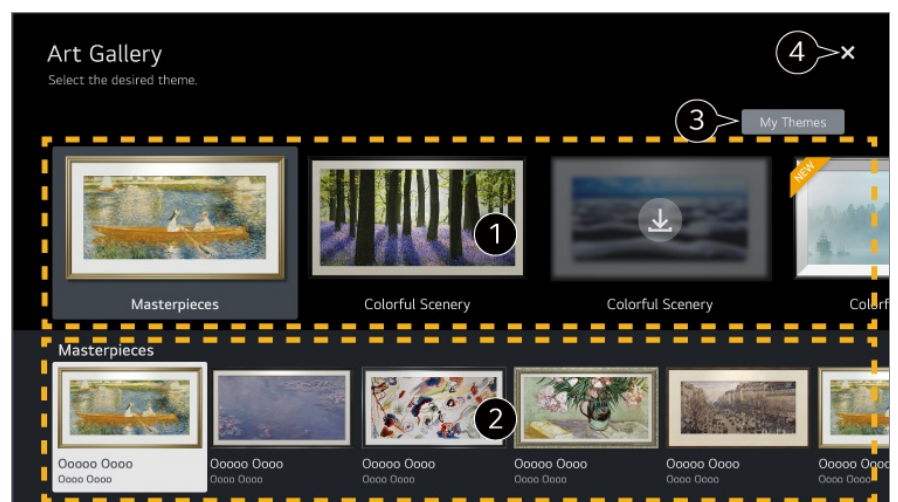 Art Gallery
4
Select the desired theme.
3
My Themes
NEW
1
Masterpieces
Colorful Scenery
Colorful Scenery
Colorf
Masterpieces
2
Ooooo Oooo
Ooooo Oooo
Ooooo Oooo
Ooooo Oooo
Ooooo Oooo
Ooooo Ooo
Oooo Oooo
Oooo Oooo
Oooo Oooo
Oooo Oooo
Oooo Oooo
Oooo Oooo